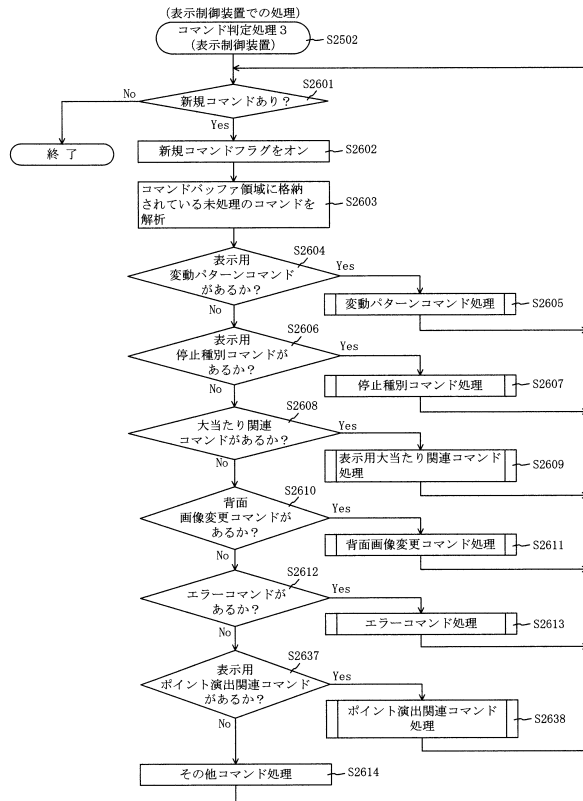 (表示制御装置での処理)
コマンド判定処理3
(表示制御装置)
S2502
S2601
No
新規コマンドあり?
Yes
終了
新規コマンドフラグをオン
S2602
コマンドバッファ領域に格納
されている未処理のコマンドを
解析
S2603
S2604
表示用
変動パターンコマンド
があるか?
Yes
No
変動パターンコマンド処理
S2605
S2606
表示用
停止種別コマンドが
あるか?
Yes
No
停止種別コマンド処理
S2607
S2608
大当たり関連
コマンドがあるか?
Yes
No
表示用大当たり関連コマンド
処理
S2609
S2610
背面
画像変更コマンドが
あるか?
Yes
No
背面画像変更コマンド処理
S2611
S2612
エラーコマンドが
あるか?
Yes
No
エラーコマンド処理
S2613
S2637
表示用
ポイント演出関連コマンド
があるか?
Yes
No
ポイント演出関連コマンド
処理
S2638
その他コマンド処理
S2614